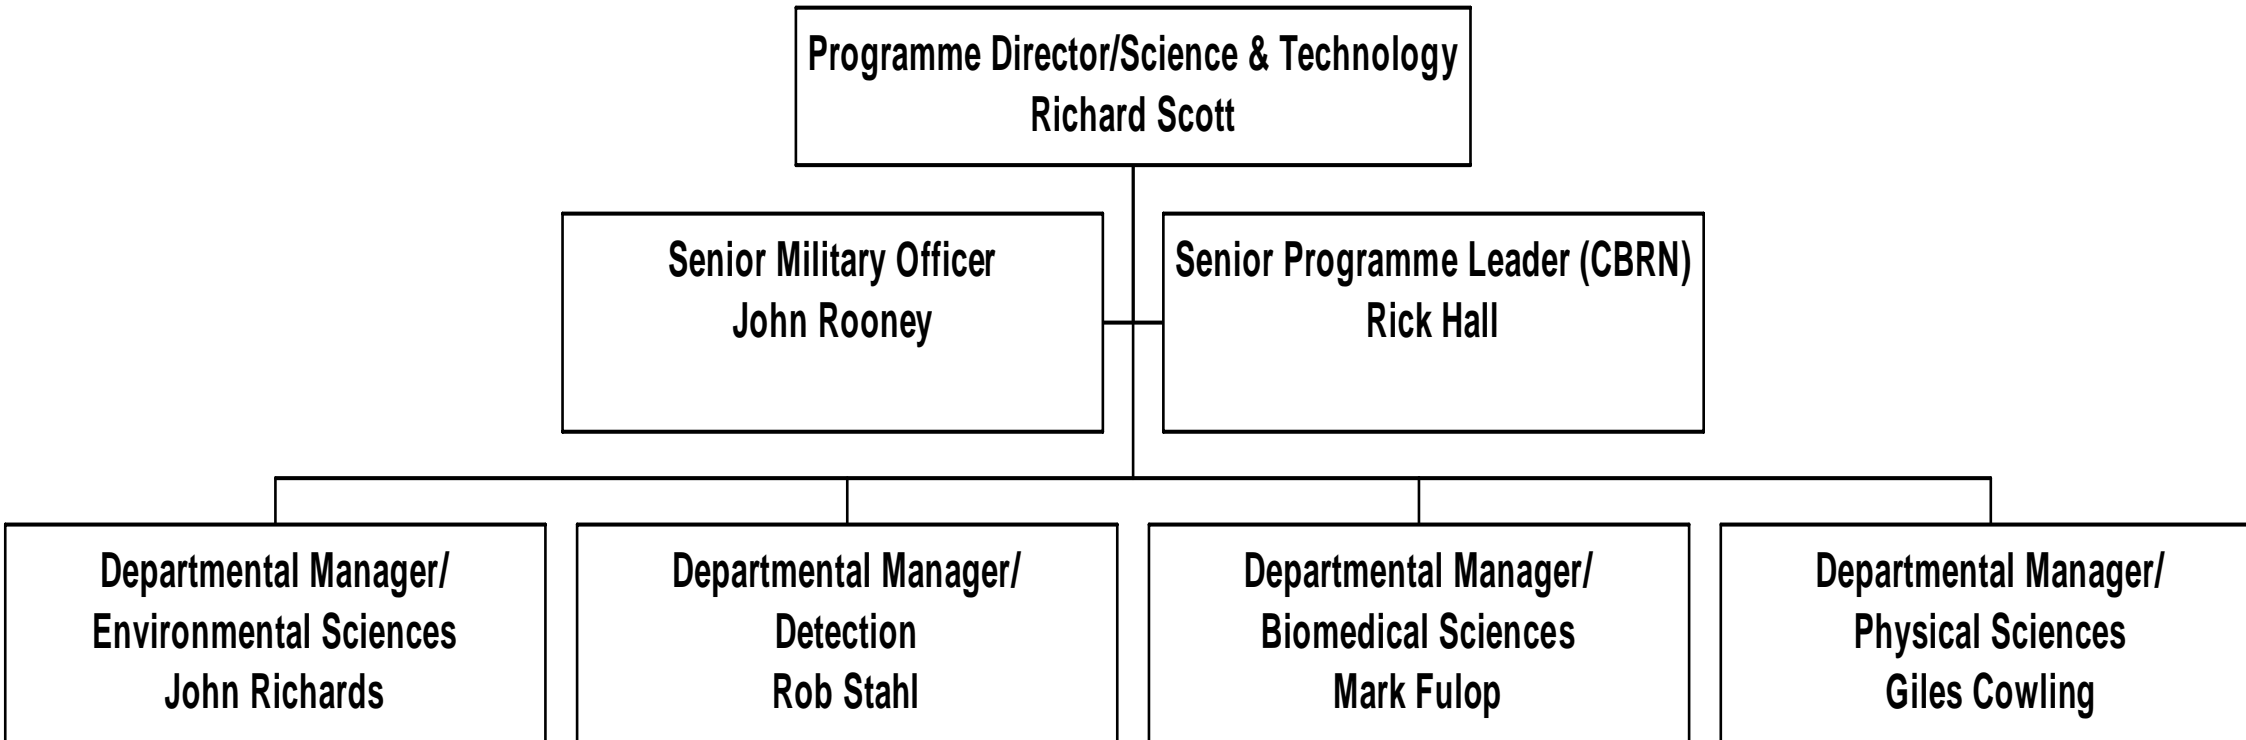 Programme Director/Science & Technology
Richard Scott
Senior Military Officer
John Rooney
Senior Programme Leader (CBRN)
Rick Hall
Departmental Manager/
Environmental Sciences
John Richards
Departmental Manager/
Detection
Rob Stahl
Departmental Manager/
Biomedical Sciences
Mark Fulop
Departmental Manager/
Physical Sciences
Giles Cowling